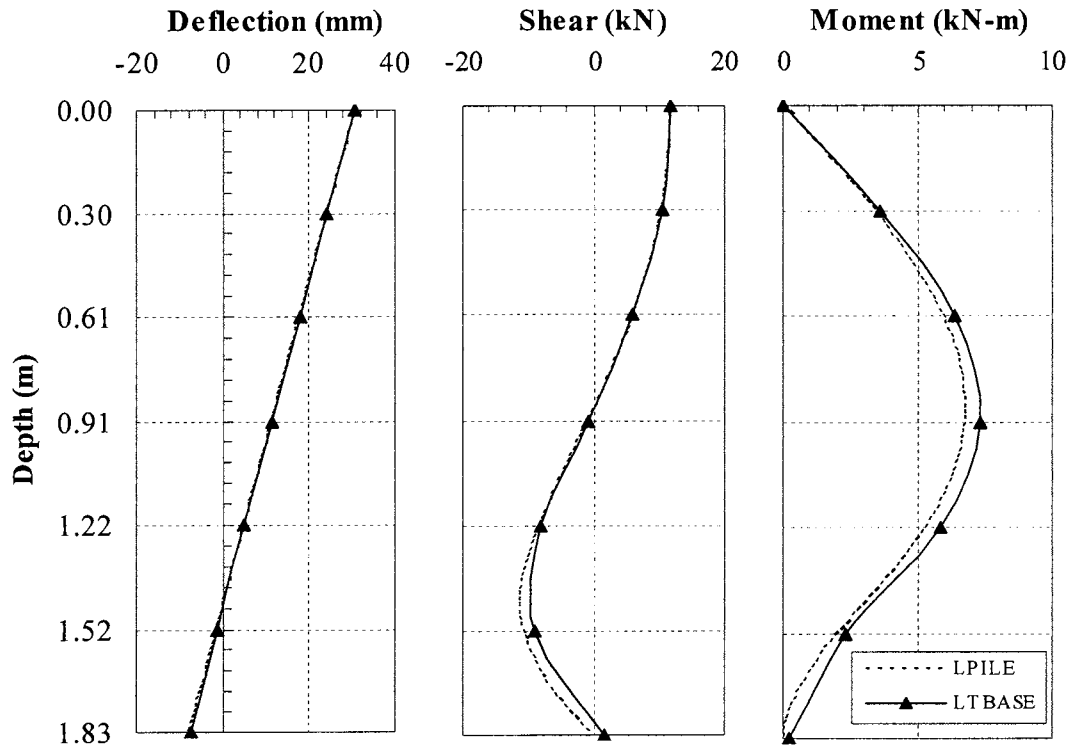 Deflection (mm)
-20 0 20 40
Shear (kN)
-20 0 20
Moment (kN-m)
0 5 10
Depth (m)
0.00
0.30
0.61
0.91
1.22
1.52
1.83
LPILE
LTBASE